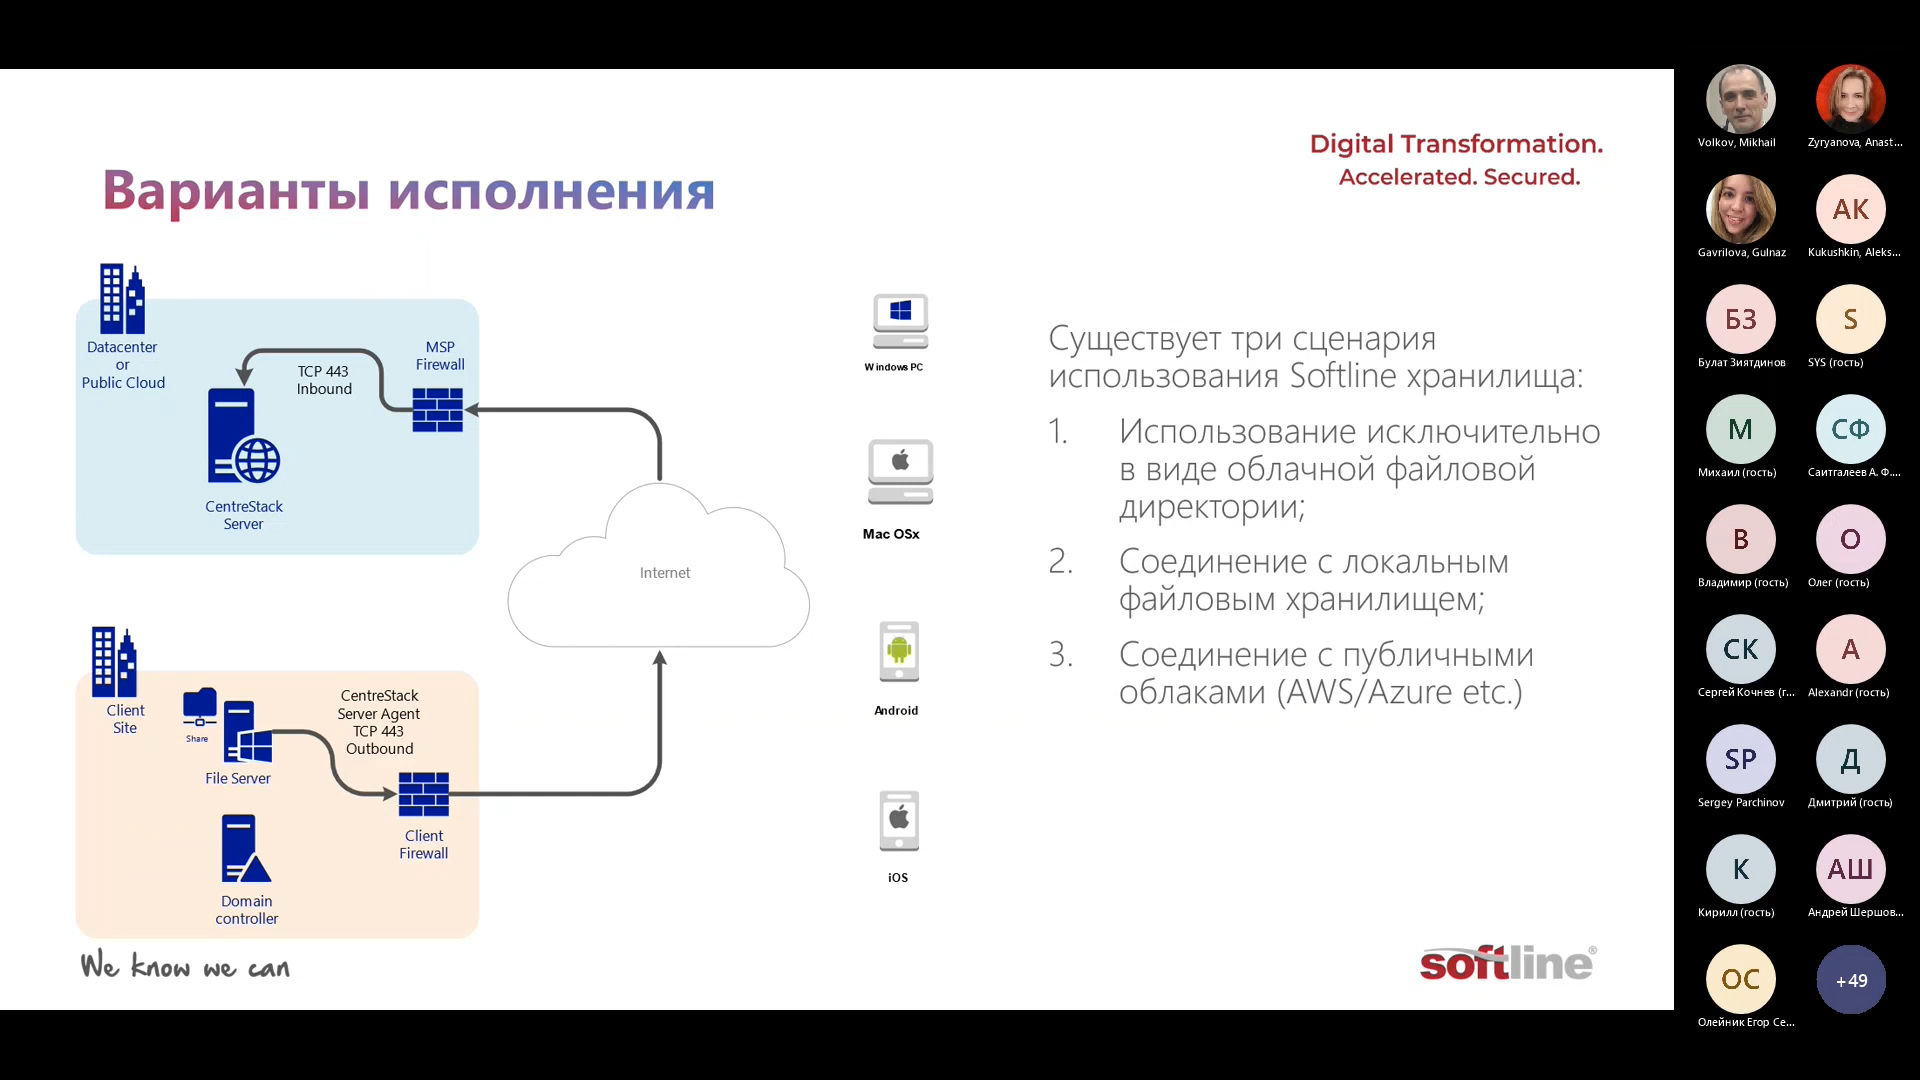 Digital Transformation.
Accelerated. Secured.
Варианты исполнения
Datacenter
or
Public Cloud
TCP 443
Inbound
MSP
Firewall
CentreStack
Server
Internet
Client
Site
Share
File Server
CentreStack
Server Agent
TCP 443
Outbound
Client
Firewall
Domain
controller
Windows PC
Mac OSx
Android
iOS
Существует три сценария
использования Softline хранилища:
1. Использование исключительно
в виде облачной файловой
директории;
2. Соединение с локальным
файловым хранилищем;
3. Соединение с публичными
облаками (AWS/Azure etc.)
We know we can
softline®
Volkov, Mikhail
Zyryanova, Anast...
Gavrilova, Gulnaz
АК
Kukushkin, Aleks...
БЗ
Булат Зиятдинов
S
SYS (гость)
М
Михаил (гость)
СФ
Саитгалеев А. Ф....
В
Владимир (гость)
О
Олег (гость)
СК
Сергей Кочнев (г...
A
Alexandr (гость)
SP
Sergey Parchinov
Д
Дмитрий (гость)
К
Кирилл (гость)
АШ
Андрей Шершов...
ОС
Олейник Егор Се...
+49